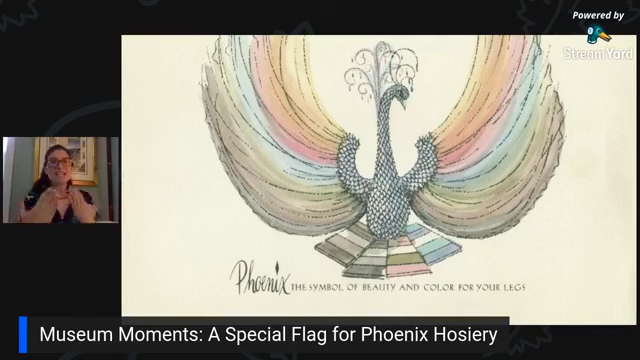 Powered by
StreamYard
Phoenix THE SYMBOL OF BEAUTY AND COLOR FOR YOUR LEGS
Museum Moments: A Special Flag for Phoenix Hosiery